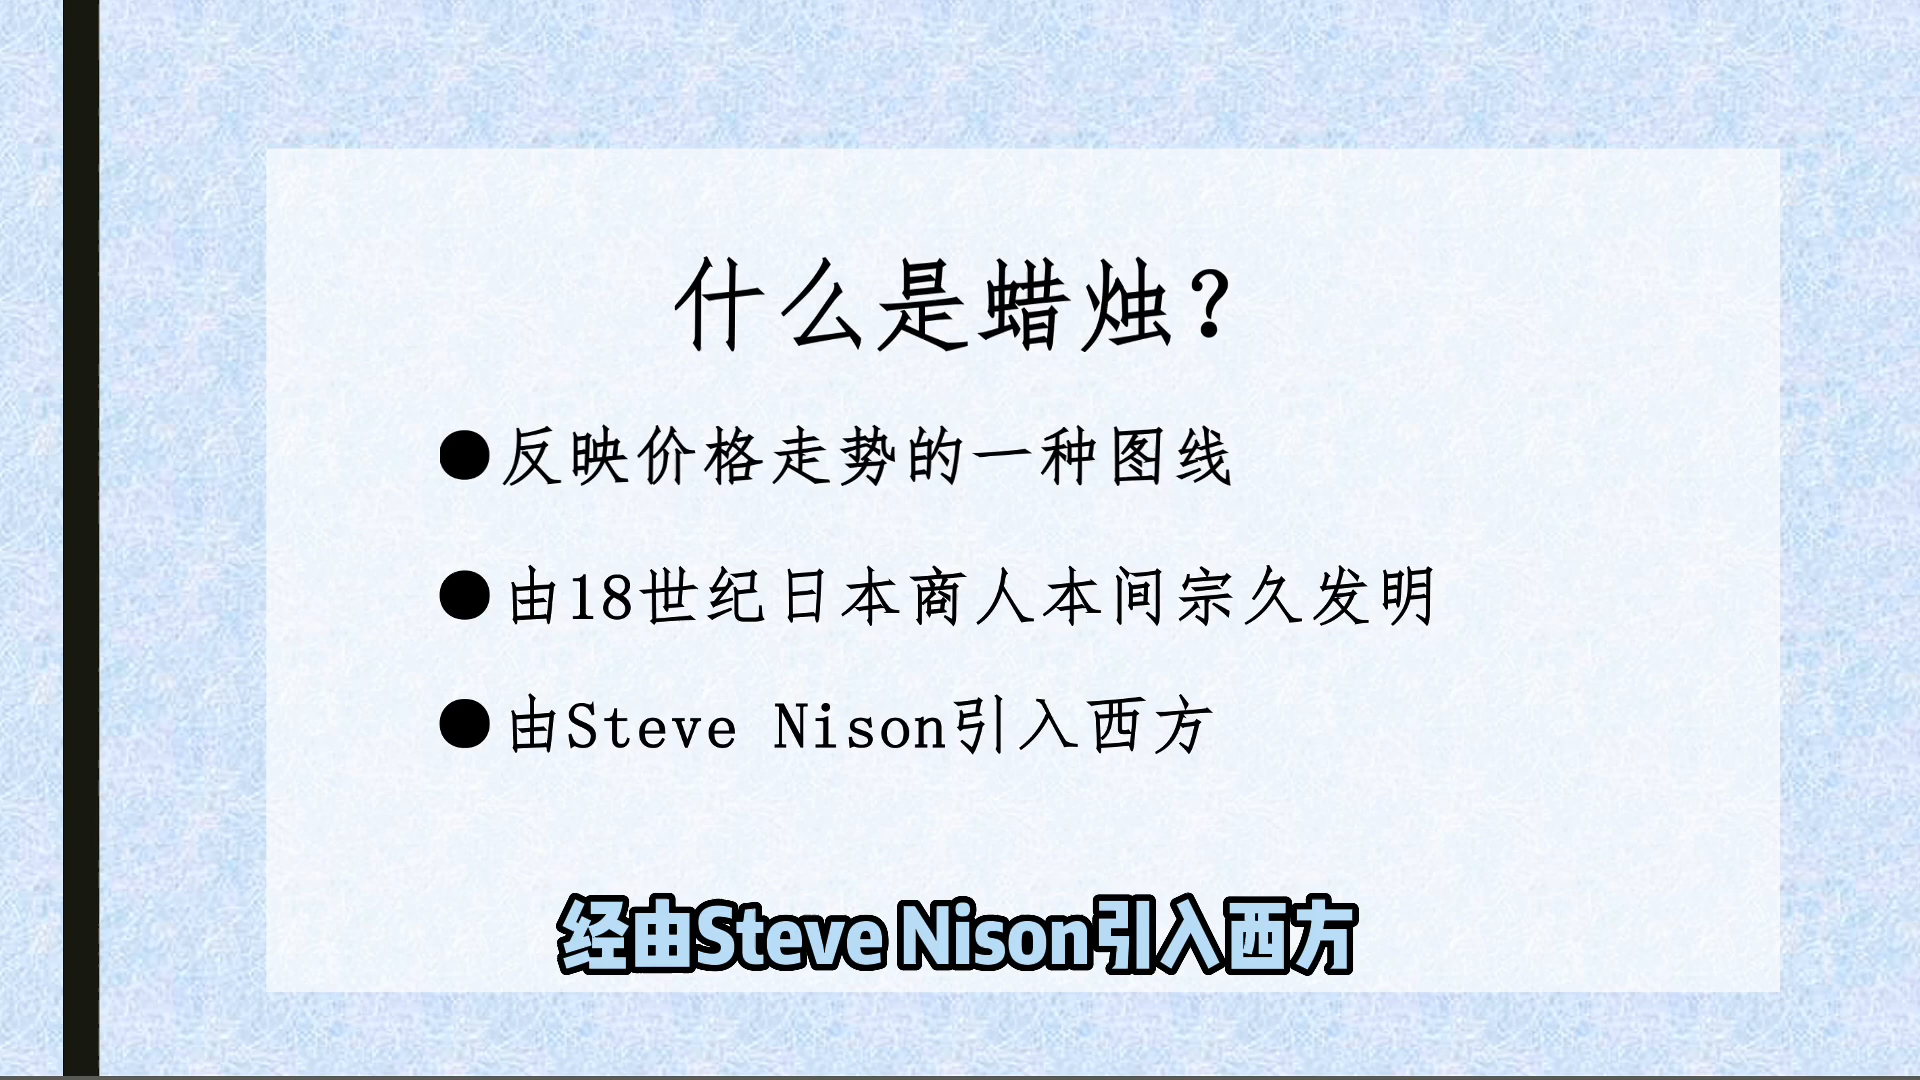 什么是蜡烛？
●反映价格走势的一种图线
●由18世纪日本商人本间宗久发明
●由Steve Nison引入西方
经由Steve Nison引入西方